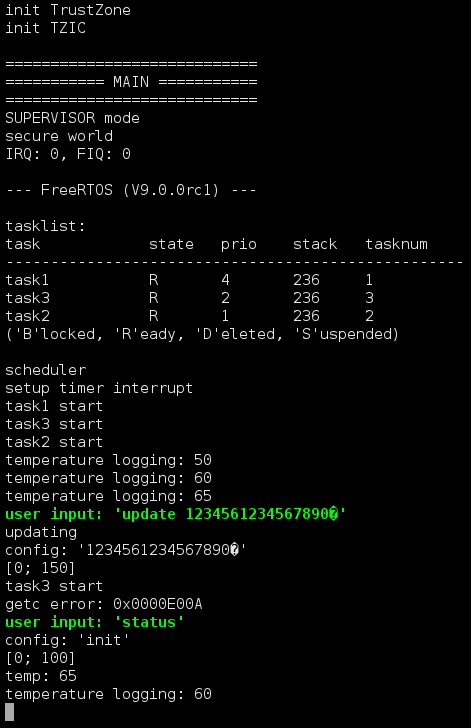 init TrustZone
init TZIC
============================
=========== MAIN ===========
============================
SUPERVISOR mode
secure world
IRQ: 0, FIQ: 0
--- FreeRTOS (V9.0.0rc1) ---
tasklist:
task state prio stack tasknum
---------------------------------------------------
task1 R 4 236 1
task3 R 2 236 3
task2 R 1 236 2
('B'locked, 'R'eady, 'D'eleted, 'S'uspended)
scheduler
setup timer interrupt
task1 start
task3 start
task2 start
temperature logging: 50
temperature logging: 60
temperature logging: 65
user input: 'update 1234561234567890�'
updating
config: '1234561234567890�'
[0; 150]
task3 start
getc error: 0x0000E00A
user input: 'status'
config: 'init'
[0; 100]
temp: 65
temperature logging: 60